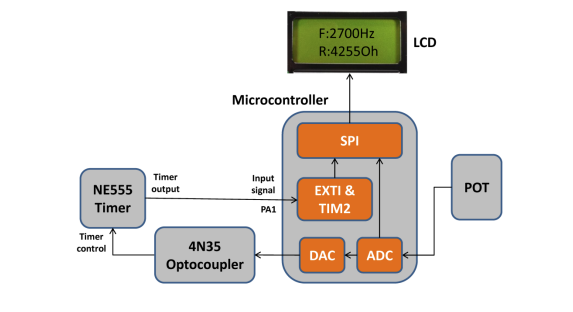 F:2700Hz
R:4255Oh
LCD
Microcontroller
SPI
NE555
Timer
Timer
output
Input
signal
PA1
EXTI &
TIM2
POT
Timer
control
4N35
Optocoupler
DAC
ADC